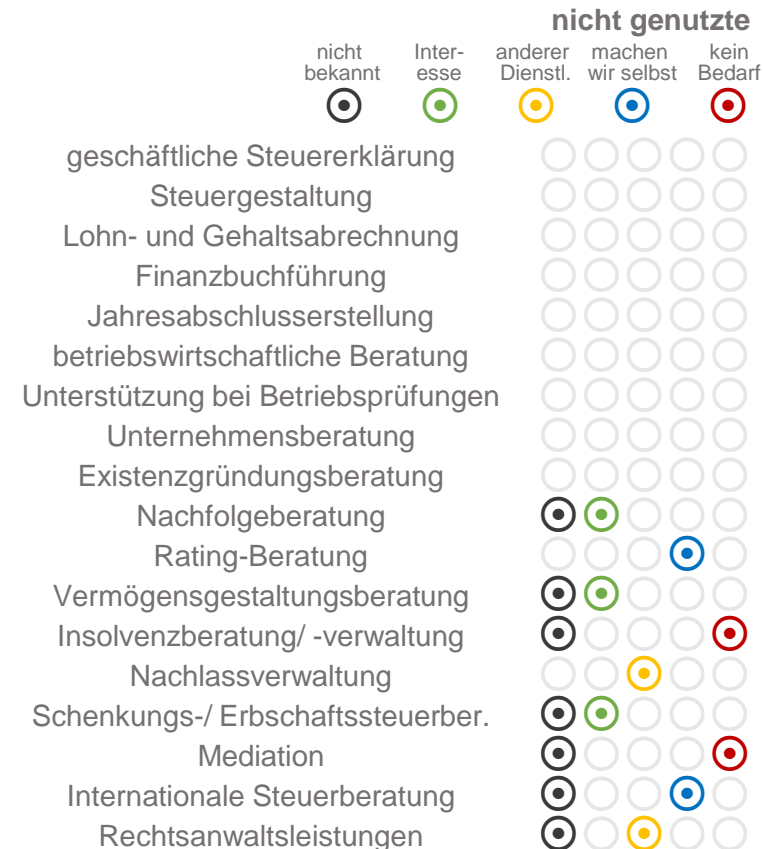 nicht genutzte
nicht Inter- anderer machen kein
bekannt esse Dienstl. wir selbst Bedarf
geschäftliche Steuererklärung
Steuergestaltung
Lohn- und Gehaltsabrechnung
Finanzbuchführung
Jahresabschlusserstellung
betriebswirtschaftliche Beratung
Unterstützung bei Betriebsprüfungen
Unternehmensberatung
Existenzgründungsberatung
Nachfolgeberatung
Rating-Beratung
Vermögensgestaltungsberatung
Insolvenzberatung/ -verwaltung
Nachlassverwaltung
Schenkungs-/ Erbschaftssteuerber.
Mediation
Internationale Steuerberatung
Rechtsanwaltsleistungen